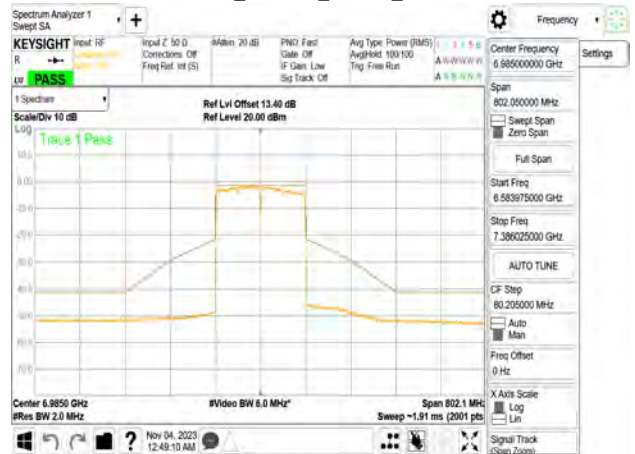 Spectrum Analyzer 1
Swept SA
Frequency
KEYSIGHT
Input: RF
R
LV
PASS
Input Z: 50 Ω
Corrections: Off
Freq Ref: Int (S)
#Atten: 20 dB
PNO: Fast
Gate: Off
IF Gain: Low
Sig Track: Off
Avg Type: Power (RMS)
Avg|Hold: 100/100
Trig: Free Run
1 Spectrum
Scale/Div 10 dB
Ref Lvl Offset 13.40 dB
Ref Level 20.00 dBm
Log
Trace 1 Pass
10.0
0.00
Center 6.9850 GHz
#Res BW 2.0 MHz
#Video BW 6.0 MHz*
Span 802.1 MHz
Sweep ~1.91 ms (2001 pts
Nov 04, 2023
12:49:10 AM
Center Frequency
6.985000000 GHz
Settings
Span
802.050000 MHz
Swept Span
Zero Span
Full Span
Start Freq
6.583975000 GHz
Stop Freq
7.386025000 GHz
AUTO TUNE
CF Step
80.205000 MHz
Auto
Man
Freq Offset
0 Hz
X Axis Scale
Log
Lin
Signal Track
(Span Zoom)